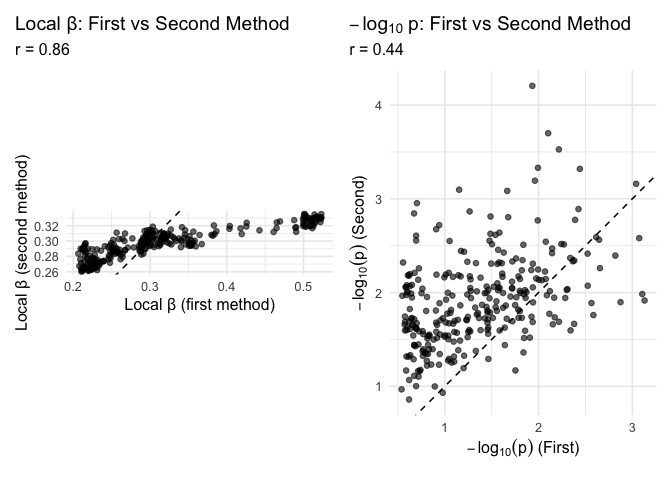 Local β: First vs Second Method
r = 0.86
Local β (second method)
0.32
0.30
0.28
0.26
0.2
0.3
0.4
0.5
Local β (first method)
−log₁₀ p: First vs Second Method
r = 0.44
−log₁₀(p) (Second)
4
3
2
1
1
2
3
−log₁₀(p) (First)